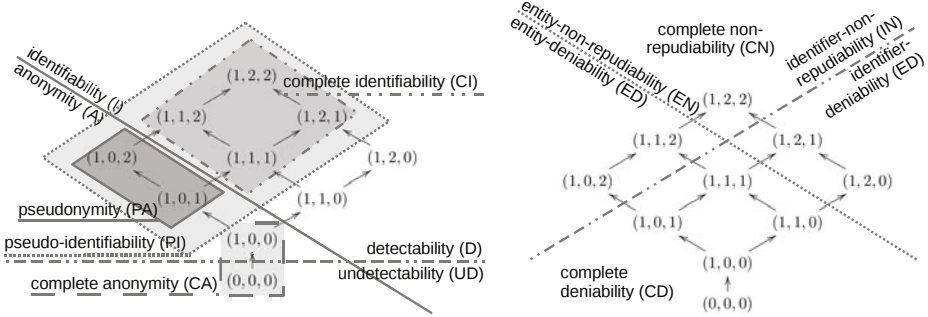 identifiability (I)
anonymity (A)
complete identifiability (CI)
(1,2,2)
(1,1,2)
(1,2,1)
(1,0,2)
(1,1,1)
(1,2,0)
(1,0,1)
(1,1,0)
pseudonymity (PA)
pseudo-identifiability (PI)
(1,0,0)
detectability (D)
undetectability (UD)
complete anonymity (CA)
(0,0,0)
entity-non-repudiability (EN)
entity-deniability (ED)
complete non-
repudiability (CN)
identifier-non-
repudiability (IN)
identifier-
deniability (ED)
(1,2,2)
(1,1,2)
(1,2,1)
(1,0,2)
(1,1,1)
(1,2,0)
(1,0,1)
(1,1,0)
(1,0,0)
complete
deniability (CD)
(0,0,0)